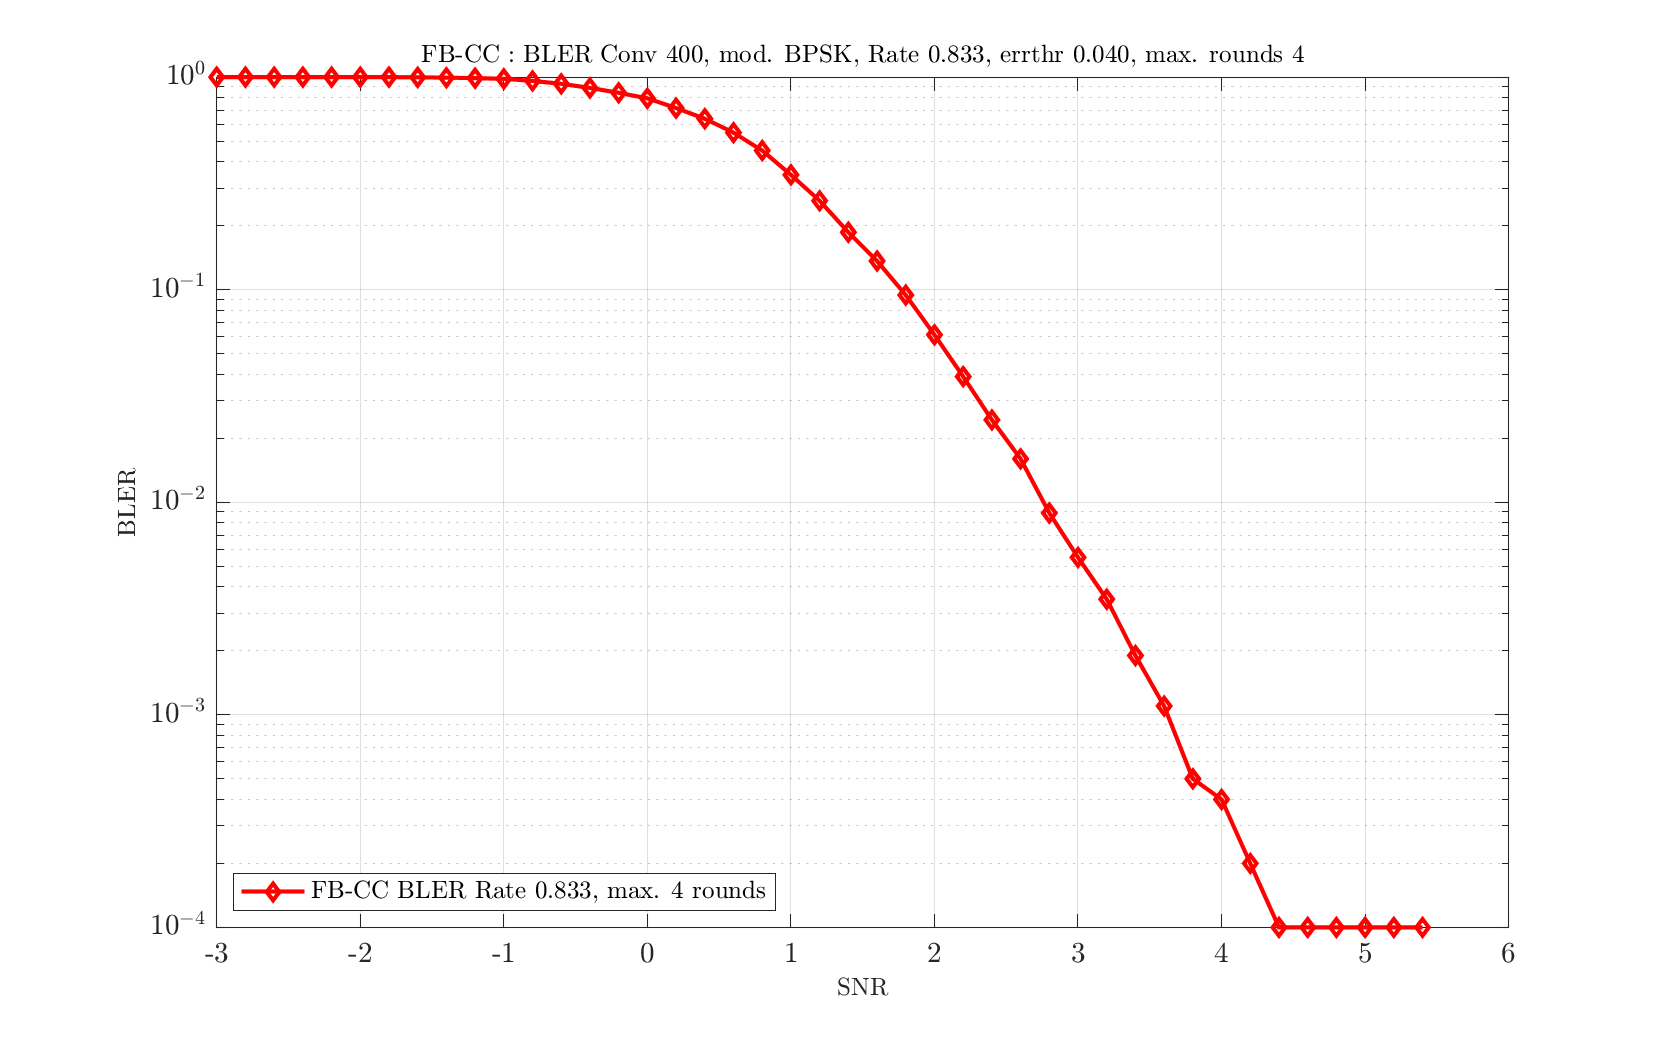 FB-CC : BLER Conv 400, mod. BPSK, Rate 0.833, errthr 0.040, max. rounds 4
10^0
10^-1
10^-2
10^-3
10^-4
BLER
FB-CC BLER Rate 0.833, max. 4 rounds
-3 -2 -1 0 1 2 3 4 5 6
SNR